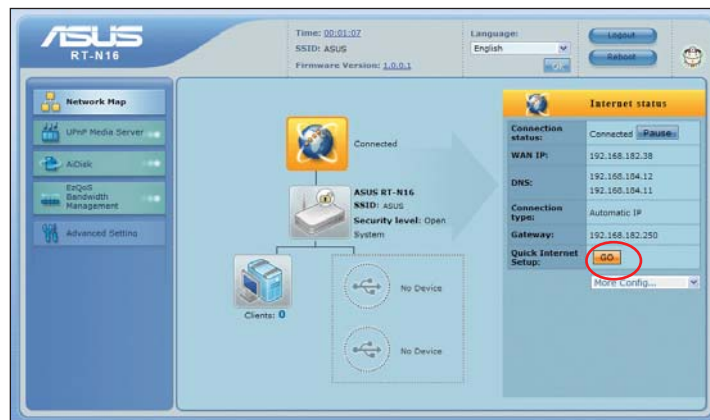 ASUS
RT-N16
Time: 00:01:07
SSID: ASUS
Firmware Version: 1.0.0.1
Language:
English
Logout
Reboot
Network Map
UPnP Media Server
AiDisk
EzQoS
Bandwidth
Management
Advanced Setting
Connected
ASUS RT-N16
SSID: ASUS
Security level: Open
System
Clients: 0
No Device
No Device
Internet status
Connection
status:
Connected Pause
WAN IP: 192.168.182.38
DNS:
192.168.184.12
192.168.184.11
Connection
type:
Automatic IP
Gateway: 192.168.182.250
Quick Internet
Setup:
GO
More Config...